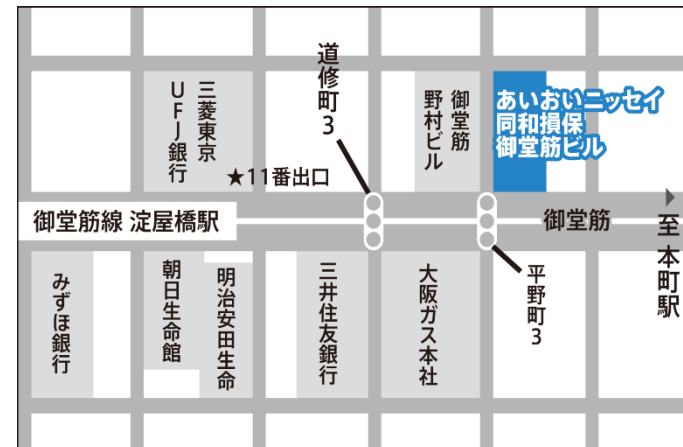 道修町3
三菱東京
UFJ銀行
御堂筋
野村ビル
あいおいニッセイ
同和損保
御堂筋ビル
★11番出口
御堂筋線 淀屋橋駅
御堂筋
至 本町駅
みずほ銀行
朝日生命館
明治安田生命
三井住友銀行
大阪ガス本社
平野町3